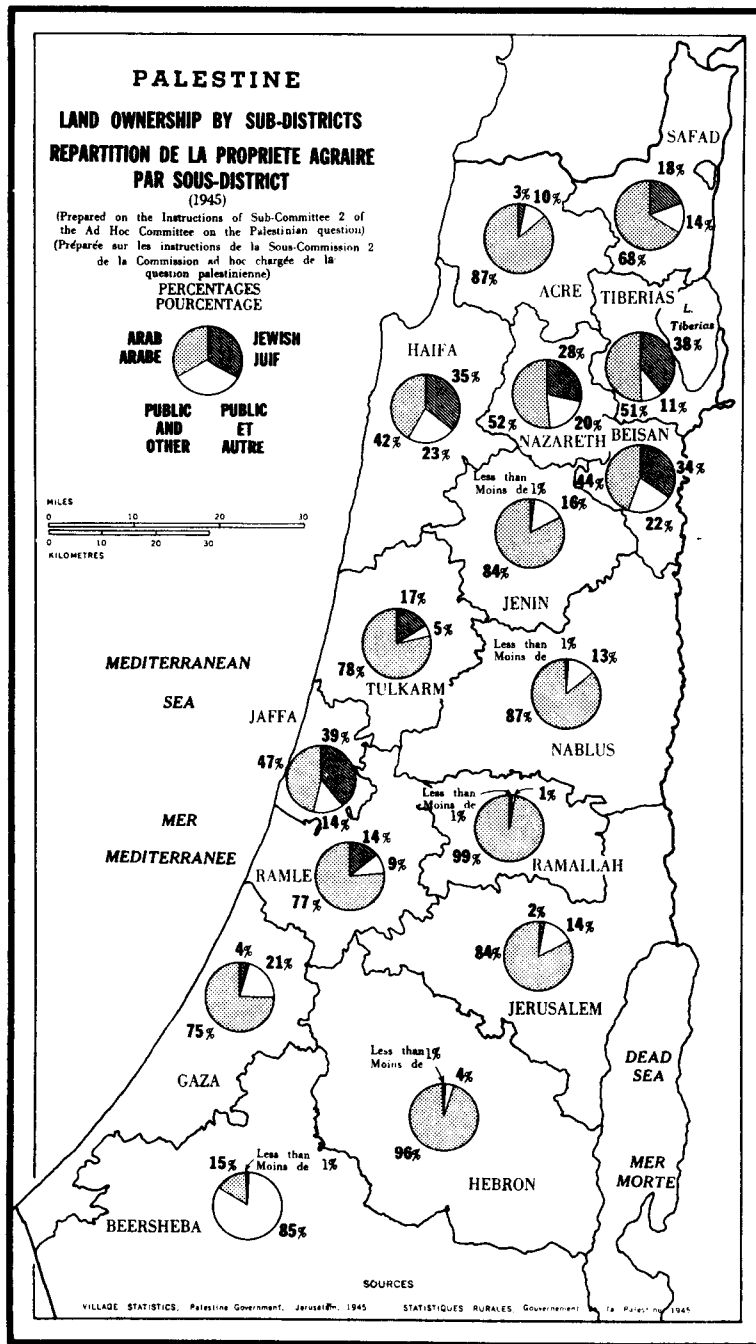 PALESTINE
LAND OWNERSHIP BY SUB-DISTRICTS
REPARTITION DE LA PROPRIETE AGRAIRE
PAR SOUS-DISTRICT
(1945)
(Prepared on the Instructions of Sub-Committee 2 of
the Ad Hoc Committee on the Palestinian question)
(Préparée sur les instructions de la Sous-Commission 2
de la Commission ad hoc chargée de la
question palestinienne)
PERCENTAGES
POURCENTAGE
ARAB
ARABE
JEWISH
JUIF
PUBLIC
AND
OTHER
PUBLIC
ET
AUTRE
MILES
0 10 20 30
0 10 20 30
KILOMETRES
SAFAD
18%
14%
68%
3% 10%
87%
ACRE
TIBERIAS
L.
Tiberias
38%
11%
51%
HAIFA
35%
42%
23%
28%
52%
20%
NAZARETH
BEISAN
44%
34%
22%
Less than
Moins de 1%
16%
84%
JENIN
17%
5%
78%
TULKARM
Less than 1%
Moins de
13%
87%
NABLUS
MEDITERRANEAN
SEA
JAFFA
39%
47%
14%
MER
MEDITERRANEE
RAMLE
14%
9%
77%
Less than
Moins de
1%
1%
99%
RAMALLAH
2%
14%
84%
JERUSALEM
4%
21%
75%
GAZA
Less than 1%
Moins de
4%
96%
HEBRON
DEAD
SEA
MER
MORTE
15%
Less than
Moins de 1%
85%
BEERSHEBA
SOURCES
VILLAGE STATISTICS, Palestine Government, Jerusalem, 1945 STATISTIQUES RURALES, Gouvernement de la Palestine, 1945